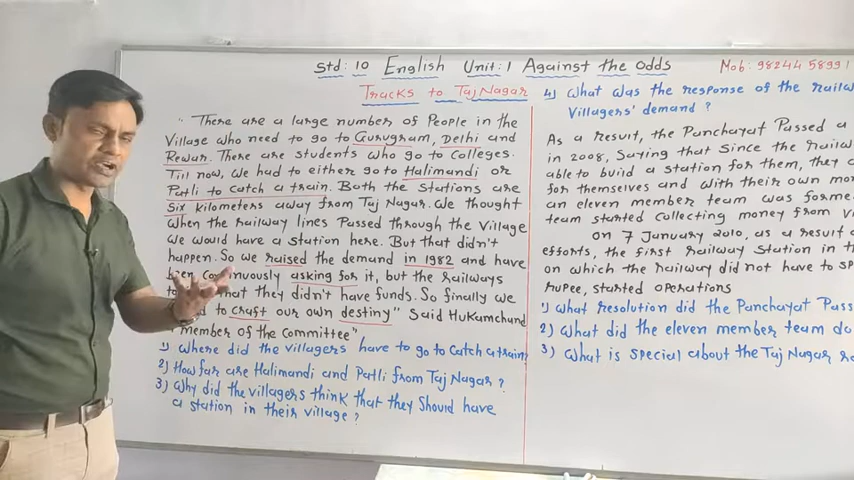 Std: 10 English Unit: 1 Against the Odds Mob: 98244 58991
Tracks to TajNagar
"There are a large number of People in the
Village who need to go to Gurugram, Delhi and
Rewar. There are students who go to Colleges.
Till now, we had to either go to Halimandi or
Patli to Catch a train. Both the Stations are
Six kilometers away from Taj Nagar. We thought
When the railway lines Passed through the Village
We would have a station here. But that didn't
happen. So we raised the demand in 1982 and have
been continuously asking for it, but the railways
that they didn't have funds. So finally we
to craft our own destiny" Said Hukamchand
member of the Committee"
1) Where did the villagers have to go to Catch a train
2) How far are Halimandi and Patli from Taj Nagar ?
3) Why did the villagers think that they Should have
a station in their village ?
4) What was the response of the
Villagers' demand ?
As a result, the Panchayat Passed a
in 2008, Saying that Since the
able to build a station for them, they
for themselves and with their own
an eleven member team was
team started Collecting money from
on 7 January 2010, as a result
efforts, the first railway Station in
on which the railway did not have to
rupee, started operations
1) What resolution did the Panchayat
2) What did the eleven member team do
3) What is special about the Taj Nagar